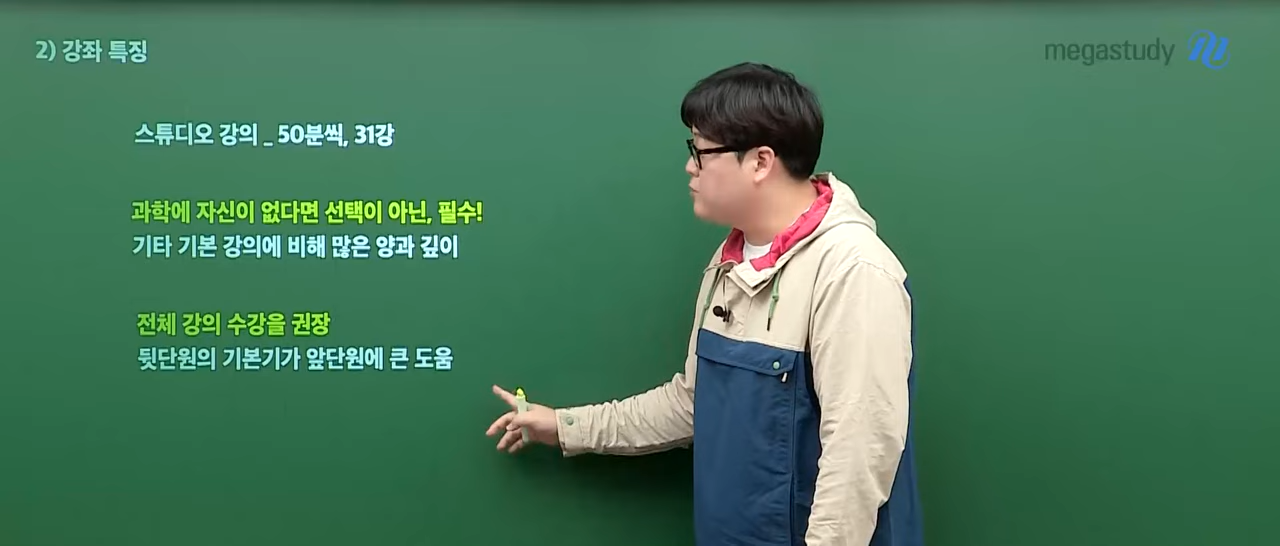 2) 강좌 특징
megastudy
스튜디오 강의 _ 50분씩, 31강
과학에 자신이 없다면 선택이 아닌, 필수!
기타 기본 강의에 비해 많은 양과 깊이
전체 강의 수강을 권장
뒷단원의 기본기가 앞단원에 큰 도움